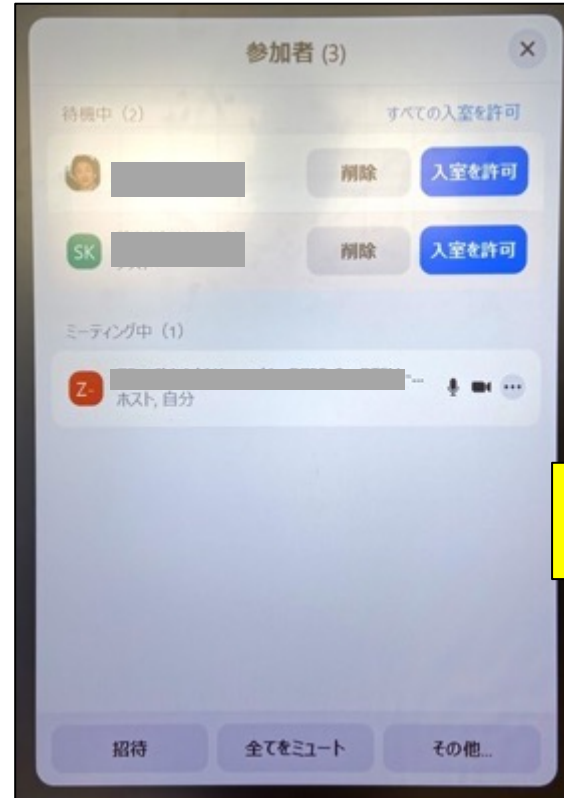 参加者 (3)
待機中 (2) すべての入室を許可
削除 入室を許可
SK 削除 入室を許可
ミーティング中 (1)
Z- -...
ホスト, 自分
招待 全てをミュート その他...